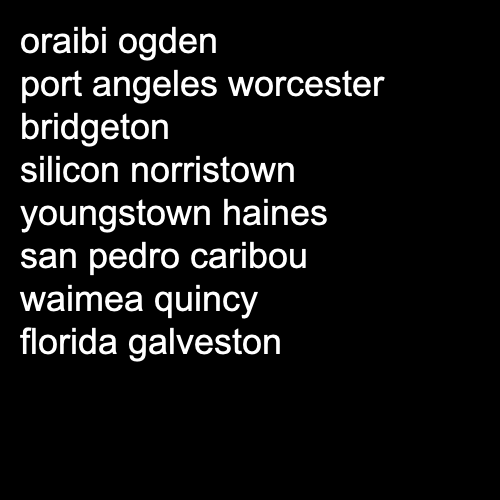 oraibi ogden
port angeles worcester
bridgeton
silicon norristown
youngstown haines
san pedro caribou
waimea quincy
florida galveston